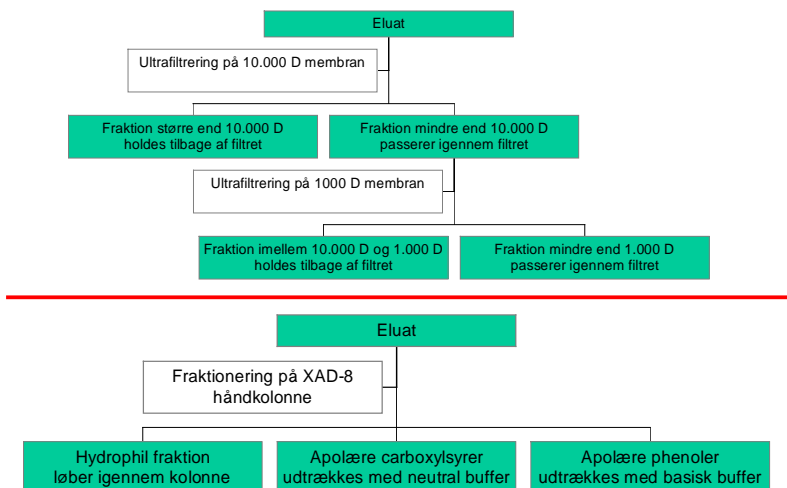 Eluat
Ultrafiltrering på 10.000 D membran
Fraktion større end 10.000 D
holdes tilbage af filtret
Fraktion mindre end 10.000 D
passerer igennem filtret
Ultrafiltrering på 1000 D membran
Fraktion imellem 10.000 D og 1.000 D
holdes tilbage af filtret
Fraktion mindre end 1.000 D
passerer igennem filtret
Eluat
Fraktionering på XAD-8
håndkolonne
Hydrophil fraktion
løber igennem kolonne
Apolære carboxylsyrer
udtrækkes med neutral buffer
Apolære phenoler
udtrækkes med basisk buffer